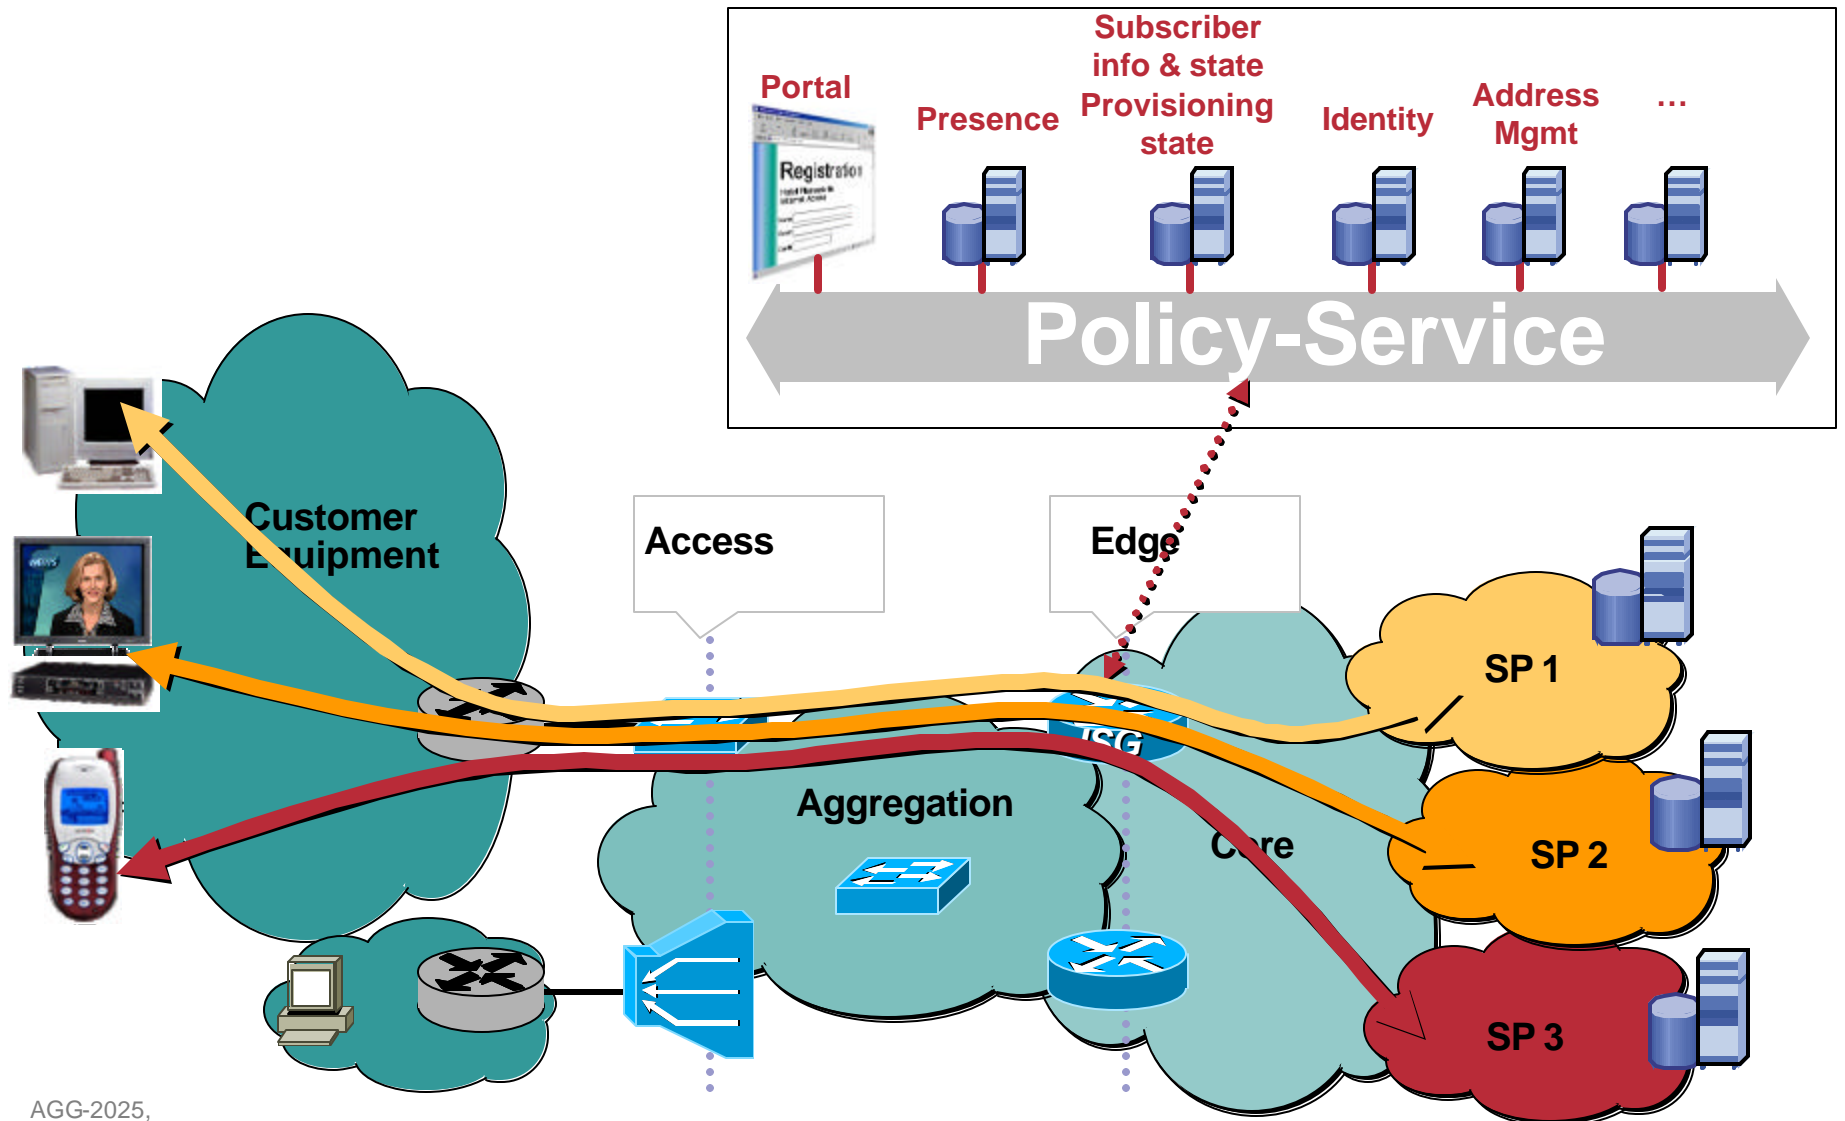 Subscriber
info & state
Provisioning
state
Portal
Presence
Identity
Address
Mgmt
...
Registration
Policy-Service
Customer
Equipment
Access
Edge
SP 1
ISG
Aggregation
Core
SP 2
SP 3
AGG-2025,